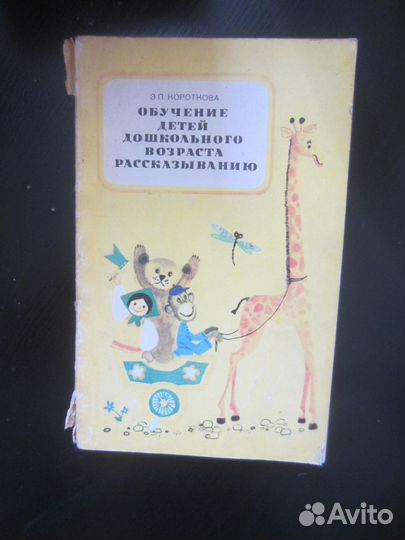 Э.П. КОРОТКОВА
ОБУЧЕНИЕ
ДЕТЕЙ
ДОШКОЛЬНОГО
ВОЗРАСТА
РАССКАЗЫВАНИЮ
Avito